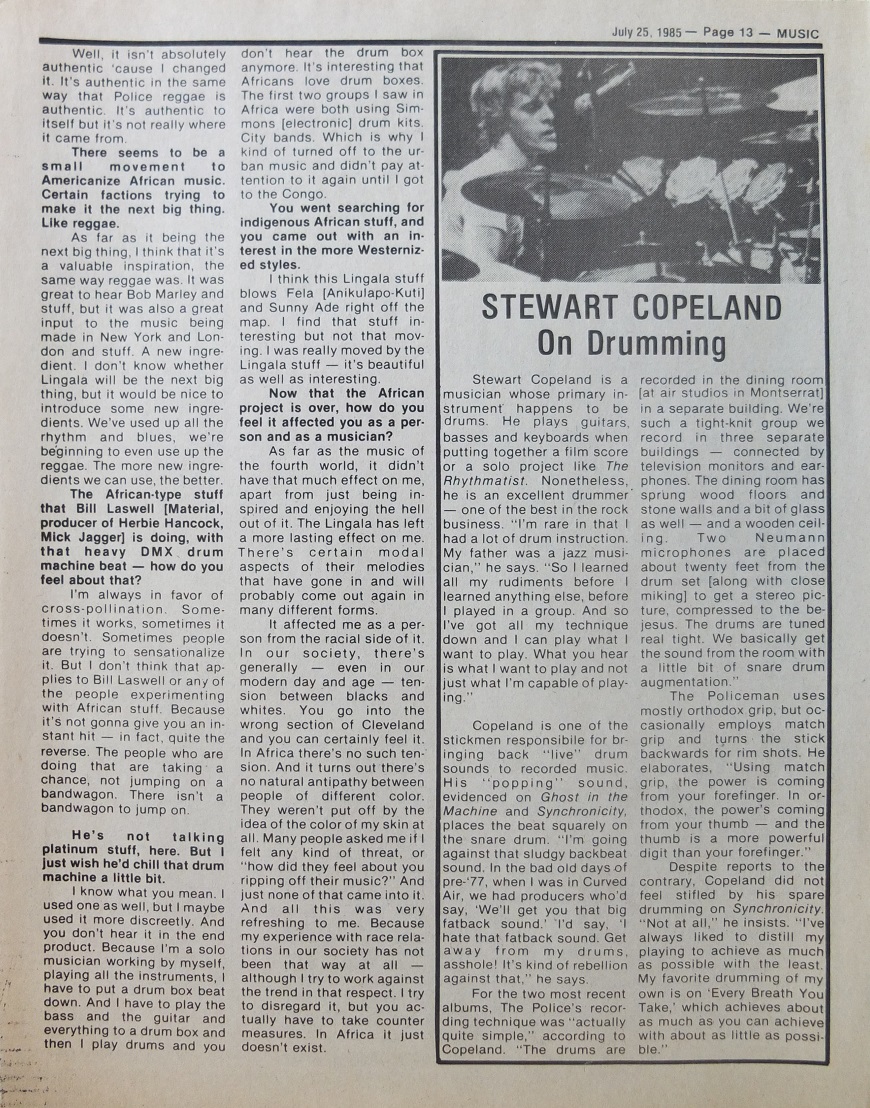 July 25, 1985 — Page 13 — MUSIC
Well, it isn't absolutely
authentic 'cause I changed
it. It's authentic in the same
way that Police reggae is
authentic. It's authentic to
itself but it's not really where
it came from.
There seems to be a
small movement to
Americanize African music.
Certain factions trying to
make it the next big thing.
Like reggae.
As far as it being the
next big thing, I think that it's
a valuable inspiration, the
same way reggae was. It was
great to hear Bob Marley and
stuff, but it was also a great
input to the music being
made in New York and Lon-
don and stuff. A new ingre-
dient. I don't know whether
Lingala will be the next big
thing, but it would be nice to
introduce some new ingre-
dients. We've used up all the
rhythm and blues, we're
beginning to even use up the
reggae. The more new ingre-
dients we can use, the better.
The African-type stuff
that Bill Laswell [Material,
producer of Herbie Hancock,
Mick Jagger] is doing, with
that heavy DMX drum
machine beat — how do you
feel about that?
I'm always in favor of
cross-pollination. Some-
times it works, sometimes it
doesn't. Sometimes people
are trying to sensationalize
it. But I don't think that ap-
plies to Bill Laswell or any of
the people experimenting
with African stuff. Because
it's not gonna give you an in-
stant hit — in fact, quite the
reverse. The people who are
doing that are taking a
chance, not jumping on a
bandwagon. There isn't a
bandwagon to jump on.
He's not talking
platinum stuff, here. But I
just wish he'd chill that drum
machine a little bit.
I know what you mean. I
used one as well, but I maybe
used it more discreetly. And
you don't hear it in the end
product. Because I'm a solo
musician working by myself,
playing all the instruments, I
have to put a drum box beat
down. And I have to play the
bass and the guitar and
everything to a drum box and
then I play drums and you
don't hear the drum box
anymore. It's interesting that
Africans love drum boxes.
The first two groups I saw in
Africa were both using Sim-
mons [electronic] drum kits.
City bands. Which is why I
kind of turned off to the ur-
ban music and didn't pay at-
tention to it again until I got
to the Congo.
You went searching for
indigenous African stuff, and
you came out with an in-
terest in the more Westerniz-
ed styles.
I think this Lingala stuff
blows Fela [Anikulapo-Kuti]
and Sunny Ade right off the
map. I find that stuff in-
teresting but not that mov-
ing. I was really moved by the
Lingala stuff — it's beautiful
as well as interesting.
Now that the African
project is over, how do you
feel it affected you as a per-
son and as a musician?
As far as the music of
the fourth world, it didn't
have that much effect on me,
apart from just being in-
spired and enjoying the hell
out of it. The Lingala has left
a more lasting effect on me.
There's certain modal
aspects of their melodies
that have gone in and will
probably come out again in
many different forms.
It affected me as a per-
son from the racial side of it.
In our society, there's
generally — even in our
modern day and age — ten-
sion between blacks and
whites. You go into the
wrong section of Cleveland
and you can certainly feel it.
In Africa there's no such ten-
sion. And it turns out there's
no natural antipathy between
people of different color.
They weren't put off by the
idea of the color of my skin at
all. Many people asked me if I
felt any kind of threat, or
"how did they feel about you
ripping off their music?" And
just none of that came into it.
And all this was very
refreshing to me. Because
my experience with race rela-
tions in our society has not
been that way at all —
although I try to work against
the trend in that respect. I try
to disregard it, but you ac-
tually have to take counter
measures. In Africa it just
doesn't exist.
STEWART COPELAND
On Drumming
Stewart Copeland is a
musician whose primary in-
strument happens to be
drums. He plays guitars,
basses and keyboards when
putting together a film score
or a solo project like The
Rhythmatist. Nonetheless,
he is an excellent drummer
— one of the best in the rock
business. "I'm rare in that I
had a lot of drum instruction.
My father was a jazz musi-
cian," he says. "So I learned
all my rudiments before I
learned anything else, before
I played in a group. And so
I've got all my technique
down and I can play what I
want to play. What you hear
is what I want to play and not
just what I'm capable of play-
ing."
Copeland is one of the
stickmen responsibile for br-
inging back "live" drum
sounds to recorded music.
His "popping" sound,
evidenced on Ghost in the
Machine and Synchronicity,
places the beat squarely on
the snare drum. "I'm going
against that sludgy backbeat
sound. In the bad old days of
pre-'77, when I was in Curved
Air, we had producers who'd
say, 'We'll get you that big
fatback sound.' I'd say, 'I
hate that fatback sound. Get
away from my drums,
asshole! It's kind of rebellion
against that," he says.
For the two most recent
albums, The Police's recor-
ding technique was "actually
quite simple," according to
Copeland. "The drums are
recorded in the dining room
[at air studios in Montserrat]
in a separate building. We're
such a tight-knit group we
record in three separate
buildings — connected by
television monitors and ear-
phones. The dining room has
sprung wood floors and
stone walls and a bit of glass
as well — and a wooden ceil-
ing. Two Neumann
microphones are placed
about twenty feet from the
drum set [along with close
miking] to get a stereo pic-
ture, compressed to the be-
jesus. The drums are tuned
real tight. We basically get
the sound from the room with
a little bit of snare drum
augmentation."
The Policeman uses
mostly orthodox grip, but oc-
casionally employs match
grip and turns the stick
backwards for rim shots. He
elaborates, "Using match
grip, the power is coming
from your forefinger. In or-
thodox, the power's coming
from your thumb — and the
thumb is a more powerful
digit than your forefinger."
Despite reports to the
contrary, Copeland did not
feel stifled by his spare
drumming on Synchronicity.
"Not at all," he insists. "I've
always liked to distill my
playing to achieve as much
as possible with the least.
My favorite drumming of my
own is on 'Every Breath You
Take,' which achieves about
as much as you can achieve
with about as little as possi-
ble."